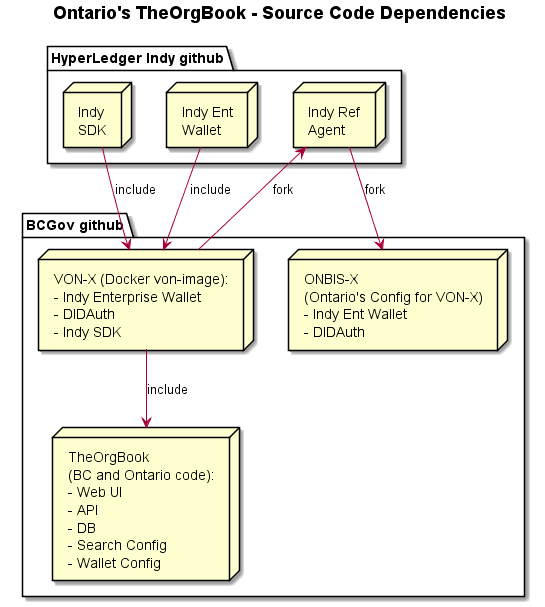 Ontario's TheOrgBook - Source Code Dependencies
HyperLedger Indy github
Indy
SDK
Indy Ent
Wallet
Indy Ref
Agent
include
include
fork
fork
BCGov github
VON-X (Docker von-image):
- Indy Enterprise Wallet
- DIDAuth
- Indy SDK
ONBIS-X
(Ontario's Config for VON-X)
- Indy Ent Wallet
- DIDAuth
include
TheOrgBook
(BC and Ontario code):
- Web UI
- API
- DB
- Search Config
- Wallet Config